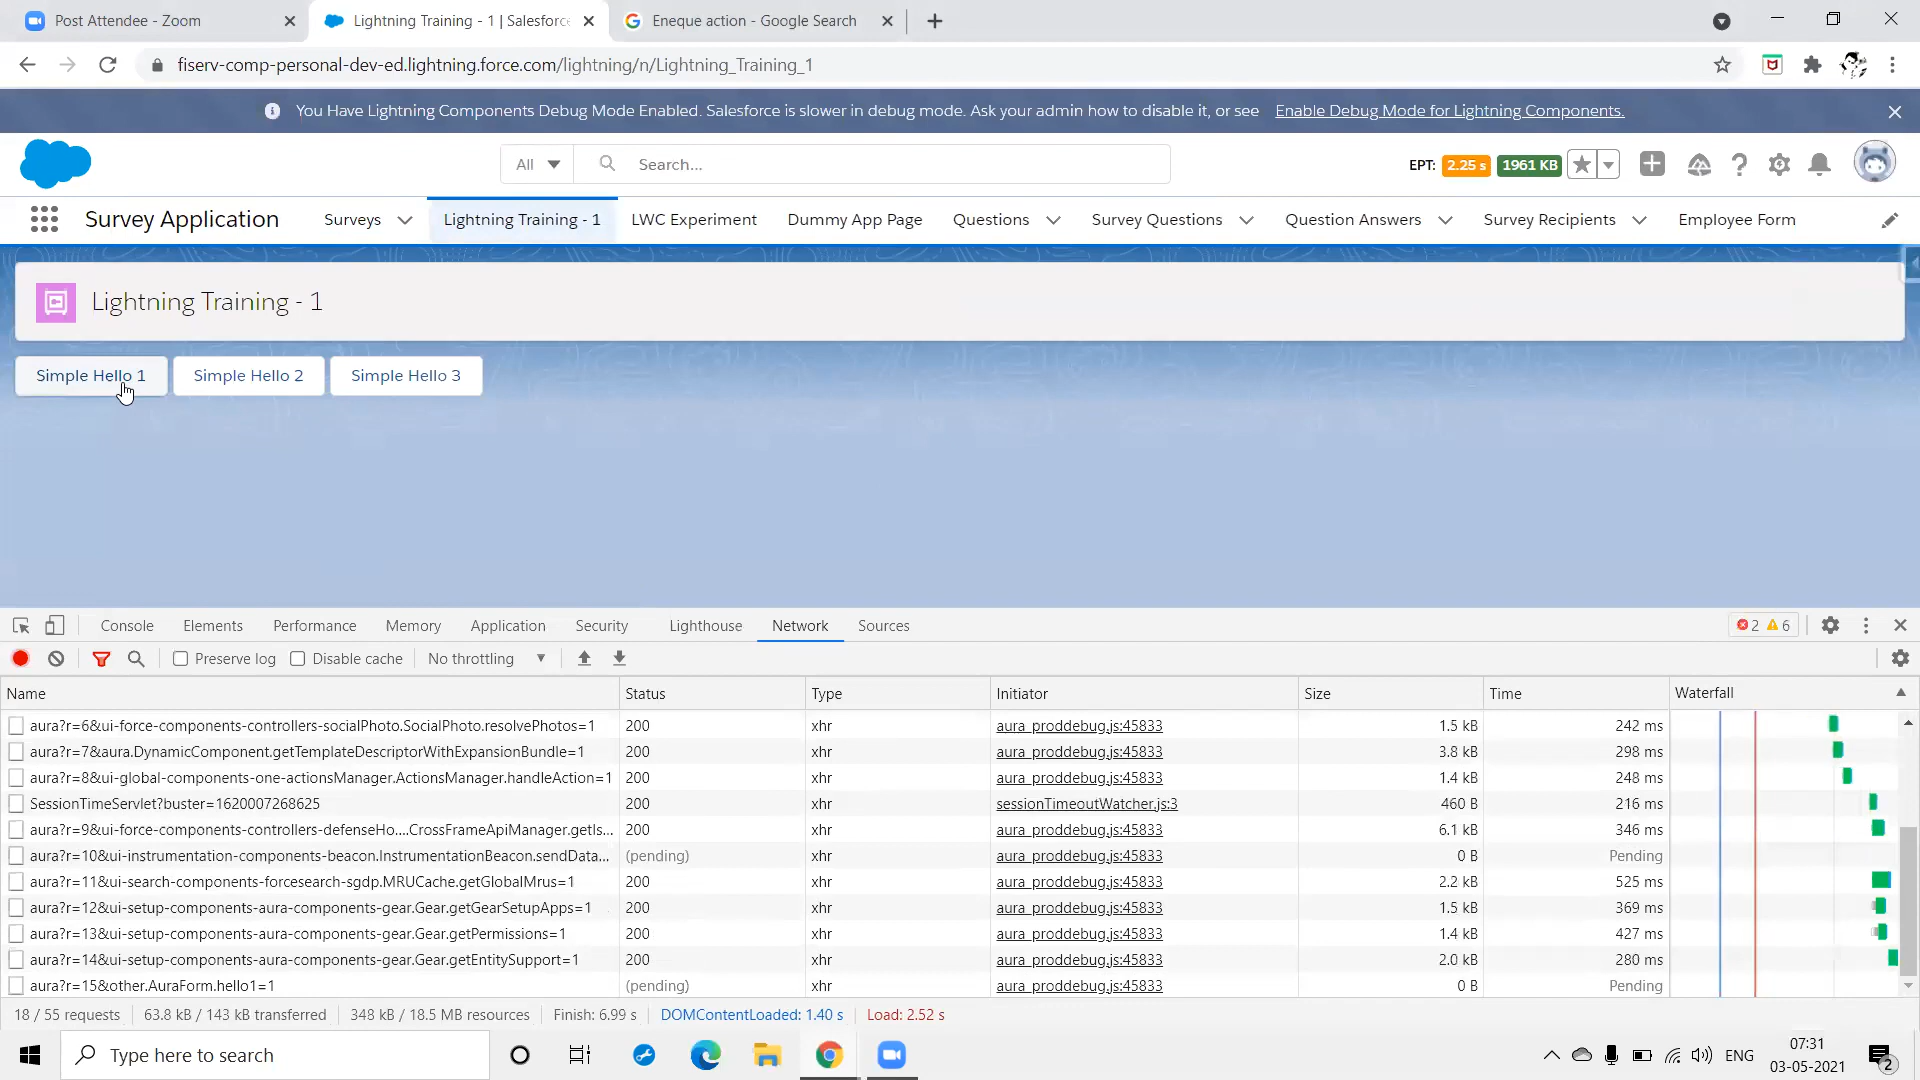 Post Attendee - Zoom
Lightning Training - 1 | Salesforc
Eneque action - Google Search
fiserv-comp-personal-dev-ed.lightning.force.com/lightning/n/Lightning_Training_1
You Have Lightning Components Debug Mode Enabled. Salesforce is slower in debug mode. Ask your admin how to disable it, or see Enable Debug Mode for Lightning Components.
All
Search...
EPT: 2.25 s 1961 KB
Survey Application
Surveys
Lightning Training - 1
LWC Experiment
Dummy App Page
Questions
Survey Questions
Question Answers
Survey Recipients
Employee Form
Lightning Training - 1
Simple Hello 1
Simple Hello 2
Simple Hello 3
Console Elements Performance Memory Application Security Lighthouse Network Sources
2 6
Preserve log Disable cache No throttling
Name Status Type Initiator Size Time Waterfall
aura?r=6&ui-force-components-controllers-socialPhoto.SocialPhoto.resolvePhotos=1 200 xhr aura_proddebug.js:45833 1.5 kB 242 ms
aura?r=7&aura.DynamicComponent.getTemplateDescriptorWithExpansionBundle=1 200 xhr aura_proddebug.js:45833 3.8 kB 298 ms
aura?r=8&ui-global-components-one-actionsManager.ActionsManager.handleAction=1 200 xhr aura_proddebug.js:45833 1.4 kB 248 ms
SessionTimeServlet?buster=1620007268625 200 xhr sessionTimeoutWatcher.js:3 460 B 216 ms
aura?r=9&ui-force-components-controllers-defenseHo....CrossFrameApiManager.getIs... 200 xhr aura_proddebug.js:45833 6.1 kB 346 ms
aura?r=10&ui-instrumentation-components-beacon.InstrumentationBeacon.sendData... (pending) xhr aura_proddebug.js:45833 0 B Pending
aura?r=11&ui-search-components-forcesearch-sgdp.MRUCache.getGlobalMrus=1 200 xhr aura_proddebug.js:45833 2.2 kB 525 ms
aura?r=12&ui-setup-components-aura-components-gear.Gear.getGearSetupApps=1 200 xhr aura_proddebug.js:45833 1.5 kB 369 ms
aura?r=13&ui-setup-components-aura-components-gear.Gear.getPermissions=1 200 xhr aura_proddebug.js:45833 1.4 kB 427 ms
aura?r=14&ui-setup-components-aura-components-gear.Gear.getEntitySupport=1 200 xhr aura_proddebug.js:45833 2.0 kB 280 ms
aura?r=15&other.AuraForm.hello1=1 (pending) xhr aura_proddebug.js:45833 0 B Pending
18 / 55 requests 63.8 kB / 143 kB transferred 348 kB / 18.5 MB resources Finish: 6.99 s DOMContentLoaded: 1.40 s Load: 2.52 s
Type here to search
ENG
07:31
03-05-2021
2